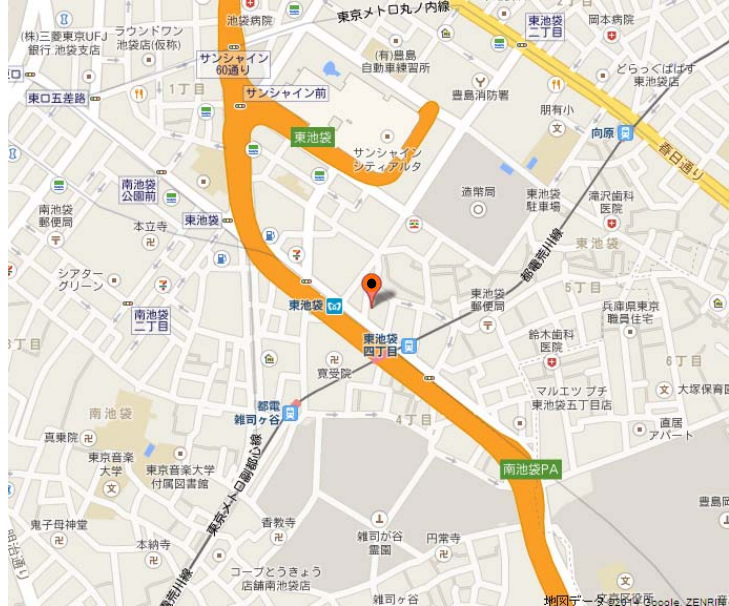 池袋病院
東京メトロ丸ノ内線
東池袋
二丁目
岡本病院
(株)三菱東京UFJ
銀行 池袋支店
ラウンドワン
池袋店(仮称)
サンシャイン
60通り
(有)豊島
自動車練習所
どらっぐぱぱす
東池袋店
東口五差路
1丁目
サンシャイン前
豊島消防署
朋有小
向原
東池袋
サンシャイン
シティアルタ
春日通り
南池袋
公園前
造幣局
東池袋
駐車場
滝沢歯科
医院
南池袋
郵便局
本立寺
東池袋
都電荒川線
東池袋
シアター
グリーン
5丁目
東池袋
東池袋
郵便局
兵庫県東京
職員住宅
南池袋
二丁目
東池袋
四丁目
鈴木歯科
医院
6丁目
寛受院
マルエツ プチ
東池袋五丁目店
大塚保育園
南池袋
都電
雑司ヶ谷
4丁目
直居
アパート
真東院
東京音楽
大学
東京音楽大学
付属図書館
東京メトロ副都心線
南池袋PA
鬼子母神堂
香教寺
雑司が谷
霊園
円常寺
明治通り
本納寺
コープとうきょう
店舗南池袋店
雑司ヶ谷
地図データ ©2014 Google, ZENRIN